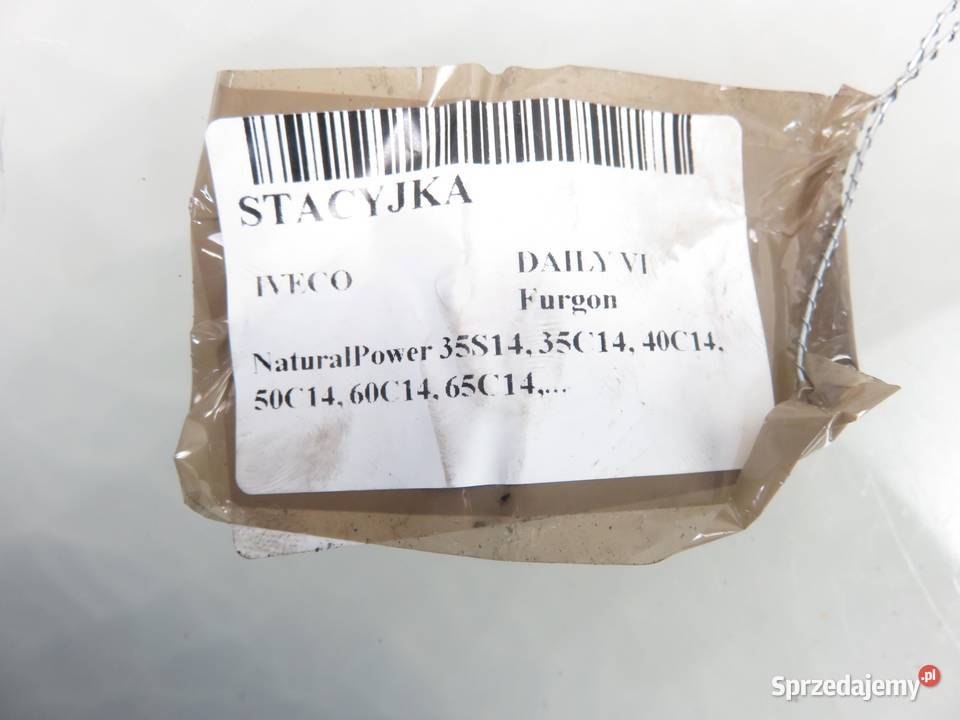 STACYJKA
IVECO
DAILY VI
Furgon
NaturalPower 35S14, 35C14, 40C14,
50C14, 60C14, 65C14,...
Sprzedajemy.pl